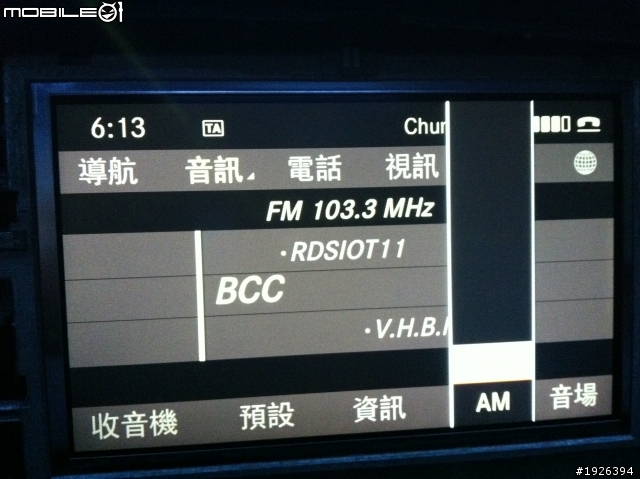 MOBILE01
6:13 TA Chun
導航 音訊 電話 視訊
FM 103.3 MHz
·RDSIOT11
BCC
·V.H.B.
收音機 預設 資訊 AM 音場
#1926394